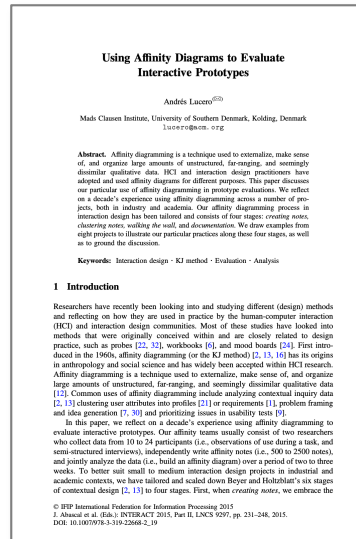 Using Affinity Diagrams to Evaluate
Interactive Prototypes
Andrés Lucero(✉)
Mads Clausen Institute, University of Southern Denmark, Kolding, Denmark
lucero@acm.org
Abstract. Affinity diagramming is a technique used to externalize, make sense
of, and organize large amounts of unstructured, far-ranging, and seemingly
dissimilar qualitative data. HCI and interaction design practitioners have
adopted and used affinity diagrams for different purposes. This paper discusses
our particular use of affinity diagramming in prototype evaluations. We reflect
on a decade's experience using affinity diagramming across a number of pro-
jects, both in industry and academia. Our affinity diagramming process in
interaction design has been tailored and consists of four stages: creating notes,
clustering notes, walking the wall, and documentation. We draw examples from
eight projects to illustrate our particular practices along these four stages, as well
as to ground the discussion.
Keywords: Interaction design · KJ method · Evaluation · Analysis
1 Introduction
Researchers have recently been looking into and studying different (design) methods
and reflecting on how they are used in practice by the human-computer interaction
(HCI) and interaction design communities. Most of these studies have looked into
methods that were originally conceived within and are closely related to design
practice, such as probes [22, 32], workbooks [6], and mood boards [24]. First intro-
duced in the 1960s, affinity diagramming (or the KJ method) [2, 13, 16] has its origins
in anthropology and social science and has widely been accepted within HCI research.
Affinity diagramming is a technique used to externalize, make sense of, and organize
large amounts of unstructured, far-ranging, and seemingly dissimilar qualitative data
[12]. Common uses of affinity diagramming include analyzing contextual inquiry data
[2, 13], clustering user attributes into profiles [21] or requirements [1], problem framing
and idea generation [7, 30] and prioritizing issues in usability tests [9].
In this paper, we reflect on a decade's experience using affinity diagramming to
evaluate interactive prototypes. Our affinity teams usually consist of two researchers
who collect data from 10 to 24 participants (i.e., observations of use during a task, and
semi-structured interviews), independently write affinity notes (i.e., 500 to 2500 notes),
and jointly analyze the data (i.e., build an affinity diagram) over a period of two to three
weeks. To better suit small to medium interaction design projects in industrial and
academic contexts, we have tailored and scaled down Beyer and Holtzblatt's six stages
of contextual design [2, 13] to four stages. First, when creating notes, we embrace the
© IFIP International Federation for Information Processing 2015
J. Abascal et al. (Eds.): INTERACT 2015, Part II, LNCS 9297, pp. 231–248, 2015.
DOI: 10.1007/978-3-319-22668-2_19